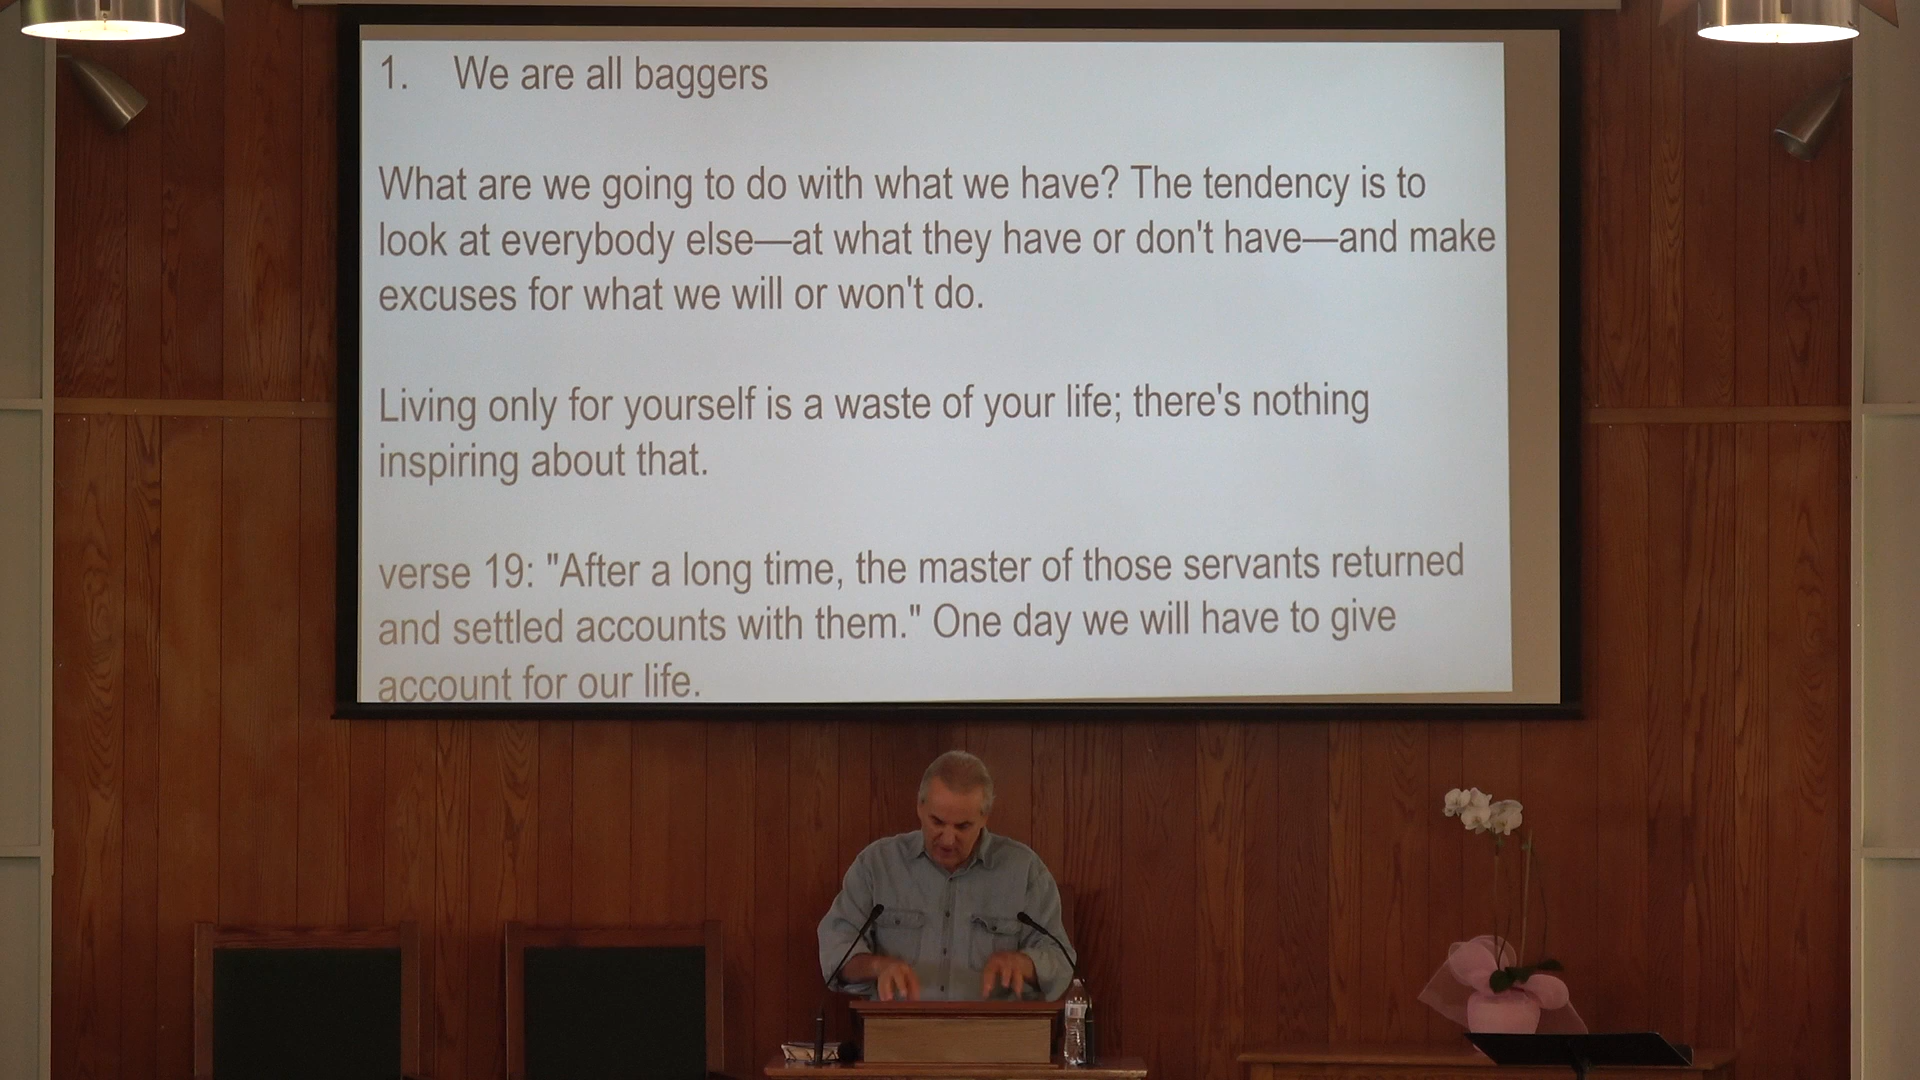 1. We are all baggers
What are we going to do with what we have? The tendency is to
look at everybody else—at what they have or don't have—and make
excuses for what we will or won't do.
Living only for yourself is a waste of your life; there's nothing
inspiring about that.
verse 19: "After a long time, the master of those servants returned
and settled accounts with them." One day we will have to give
account for our life.